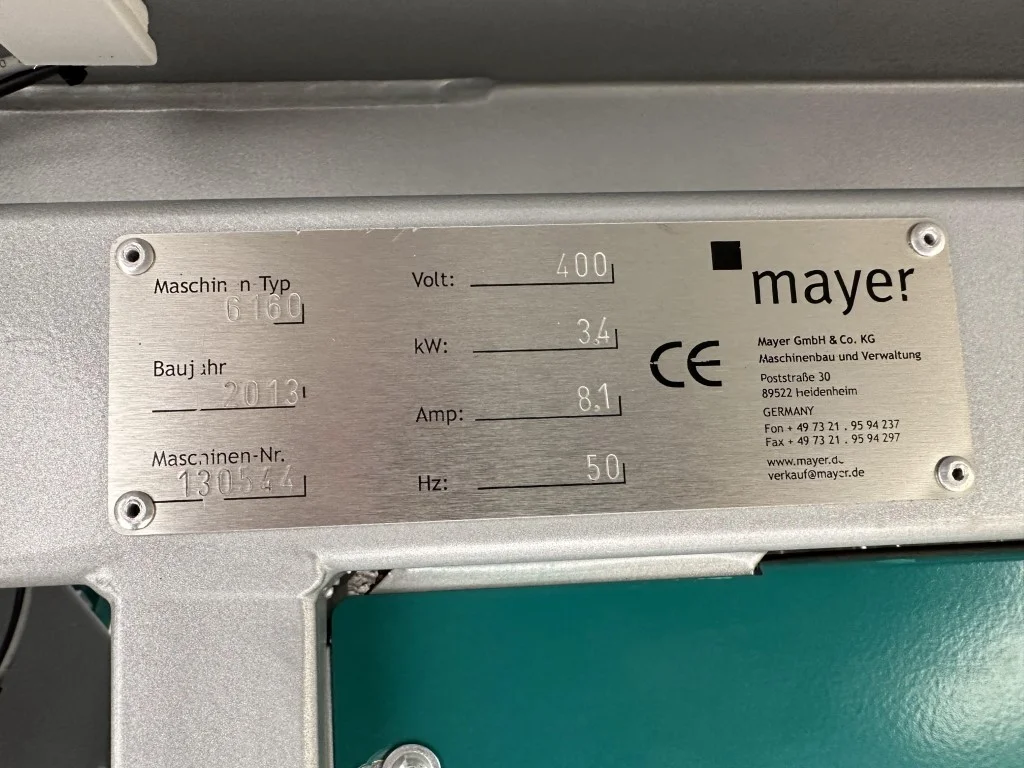 Maschinen Typ
6160
Baujahr
2013
Maschinen-Nr.
130544
Volt: 400
kW: 3,4
Amp: 8,1
Hz: 50
CE
mayer
Mayer GmbH & Co. KG
Maschinenbau und Verwaltung
Poststraße 30
89522 Heidenheim
GERMANY
Fon + 49 73 21 . 95 94 237
Fax + 49 73 21 . 95 94 297
www.mayer.de
verkauf@mayer.de